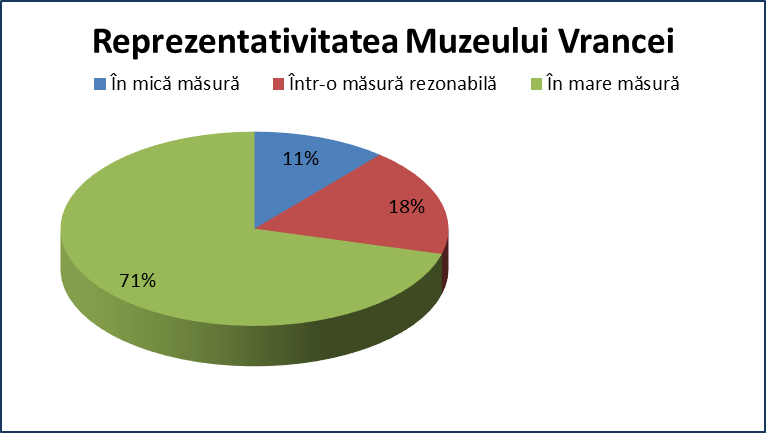 Reprezentativitatea Muzeului Vrancei
În mică măsură Într-o măsură rezonabilă În mare măsură
11%
18%
71%